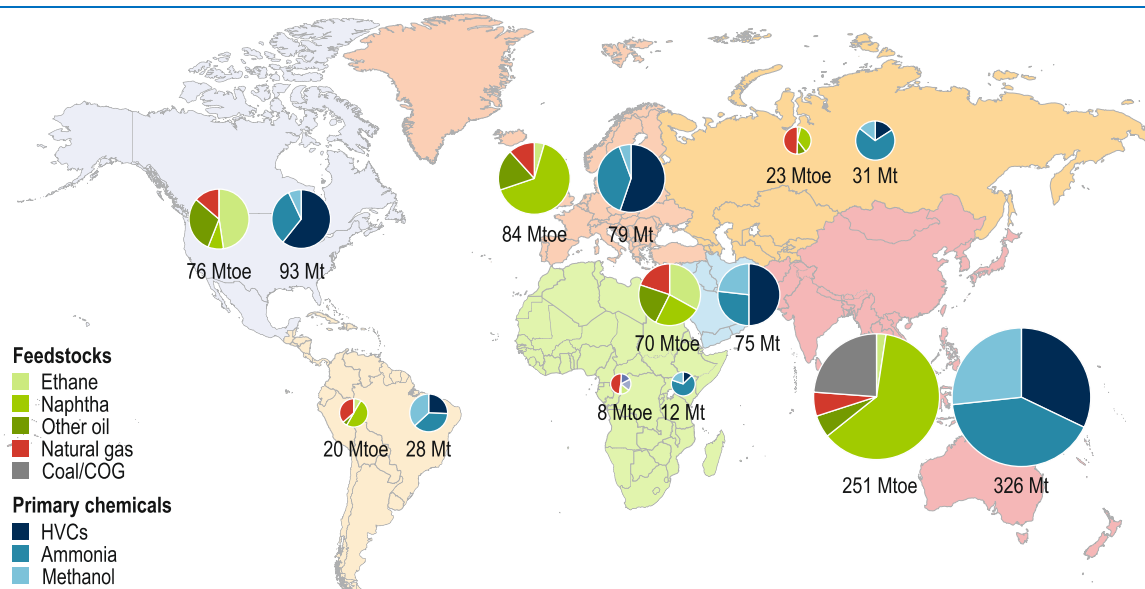 23 Mtoe 31 Mt
84 Mtoe 79 Mt
76 Mtoe 93 Mt
70 Mtoe 75 Mt
8 Mtoe 12 Mt
20 Mtoe 28 Mt
251 Mtoe 326 Mt
Feedstocks
Ethane
Naphtha
Other oil
Natural gas
Coal/COG
Primary chemicals
HVCs
Ammonia
Methanol